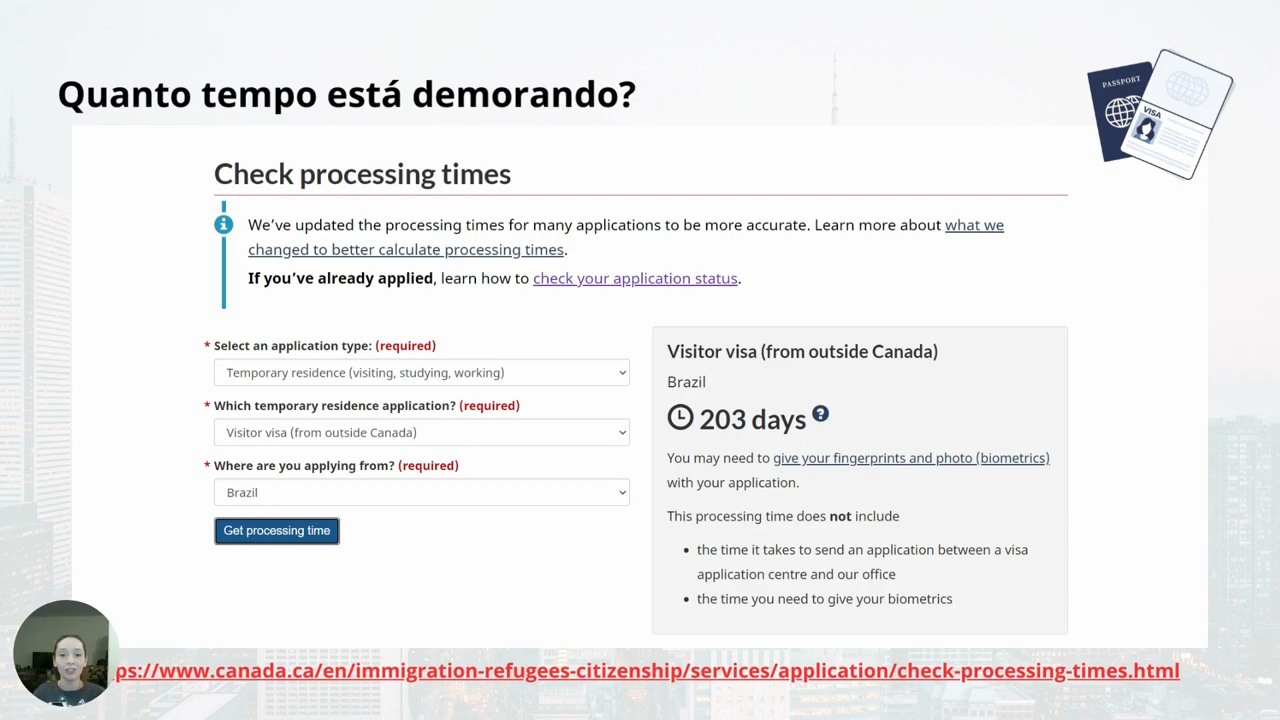 Quanto tempo está demorando?
PASSPORT
VISA
Check processing times
We've updated the processing times for many applications to be more accurate. Learn more about what we
changed to better calculate processing times.
If you've already applied, learn how to check your application status.
* Select an application type: (required)
Temporary residence (visiting, studying, working)
* Which temporary residence application? (required)
Visitor visa (from outside Canada)
* Where are you applying from? (required)
Brazil
Get processing time
Visitor visa (from outside Canada)
Brazil
203 days ?
You may need to give your fingerprints and photo (biometrics)
with your application.
This processing time does not include
• the time it takes to send an application between a visa
application centre and our office
• the time you need to give your biometrics
ps://www.canada.ca/en/immigration-refugees-citizenship/services/application/check-processing-times.html